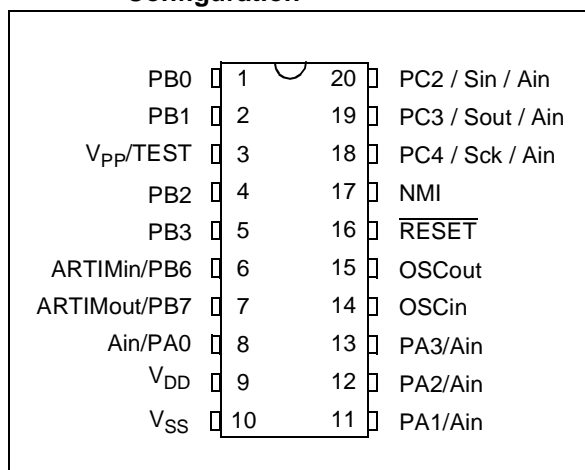 Configuration
PB0 1 20 PC2 / Sin / Ain
PB1 2 19 PC3 / Sout / Ain
VPP/TEST 3 18 PC4 / Sck / Ain
PB2 4 17 NMI
PB3 5 16 RESET
ARTIMin/PB6 6 15 OSCout
ARTIMout/PB7 7 14 OSCin
Ain/PA0 8 13 PA3/Ain
VDD 9 12 PA2/Ain
VSS 10 11 PA1/Ain